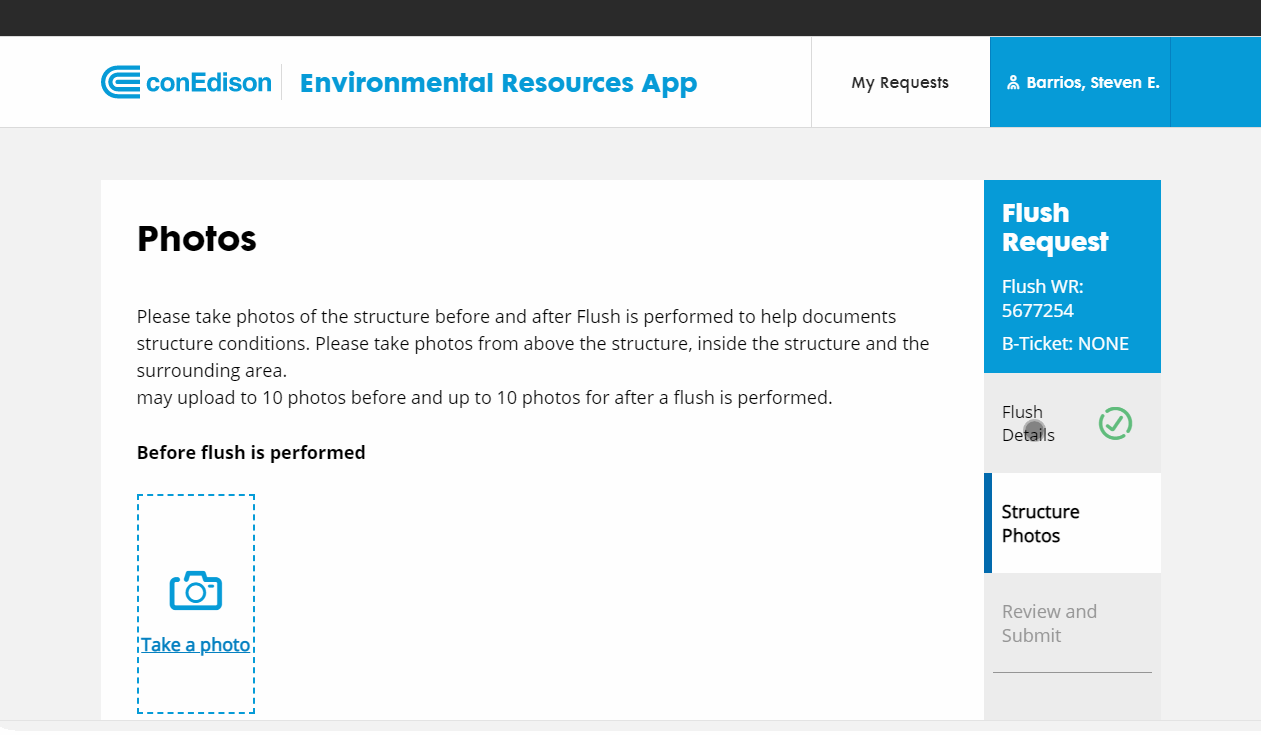 conEdison
Environmental Resources App
My Requests
Barrios, Steven E.
Photos
Please take photos of the structure before and after Flush is performed to help documents
structure conditions. Please take photos from above the structure, inside the structure and the
surrounding area.
may upload to 10 photos before and up to 10 photos for after a flush is performed.
Before flush is performed
Take a photo
Flush
Request
Flush WR:
5677254
B-Ticket: NONE
Flush
Details
Structure
Photos
Review and
Submit